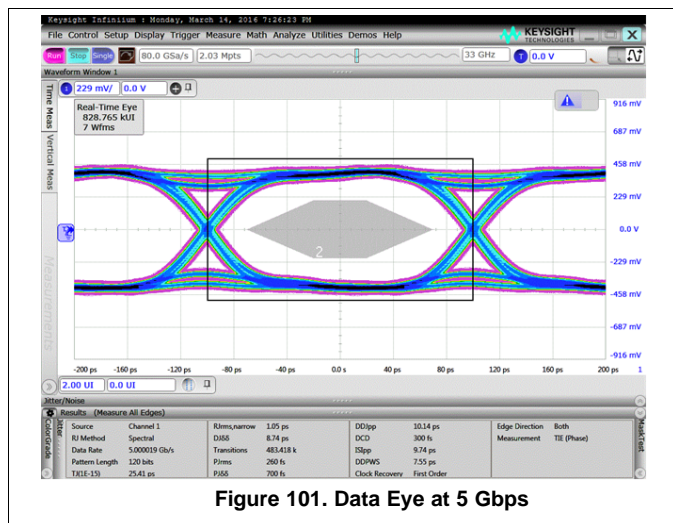 Keysight Infiniium : Monday, March 14, 2016 7:26:23 PM
File Control Setup Display Trigger Measure Math Analyze Utilities Demos Help
KEYSIGHT
TECHNOLOGIES
Run Stop Single 80.0 GSa/s 2.03 Mpts 33 GHz T 0.0 V
Waveform Window 1
1 229 mV/ 0.0 V
Time Meas
Vertical Meas
Measurements
Real-Time Eye
828.765 kUI
7 Wfms
916 mV
687 mV
458 mV
229 mV
0.0 V
-229 mV
-458 mV
-687 mV
-916 mV
2
-200 ps -160 ps -120 ps -80 ps -40 ps 0.0 s 40 ps 80 ps 120 ps 160 ps 200 ps 1
2.00 UI 0.0 UI
Jitter/Noise
Results (Measure All Edges)
ColorGrade
Jitter
MaskTest
Source Channel 1 RJrms,narrow 1.05 ps DDJpp 10.14 ps Edge Direction Both
RJ Method Spectral DJδδ 8.74 ps DCD 300 fs Measurement TIE (Phase)
Data Rate 5.000019 Gb/s Transitions 483.418 k ISIpp 9.74 ps
Pattern Length 120 bits PJrms 260 fs DDPWS 7.55 ps
TJ(1E-15) 25.41 ps PJδδ 700 fs Clock Recovery First Order
Figure 101. Data Eye at 5 Gbps